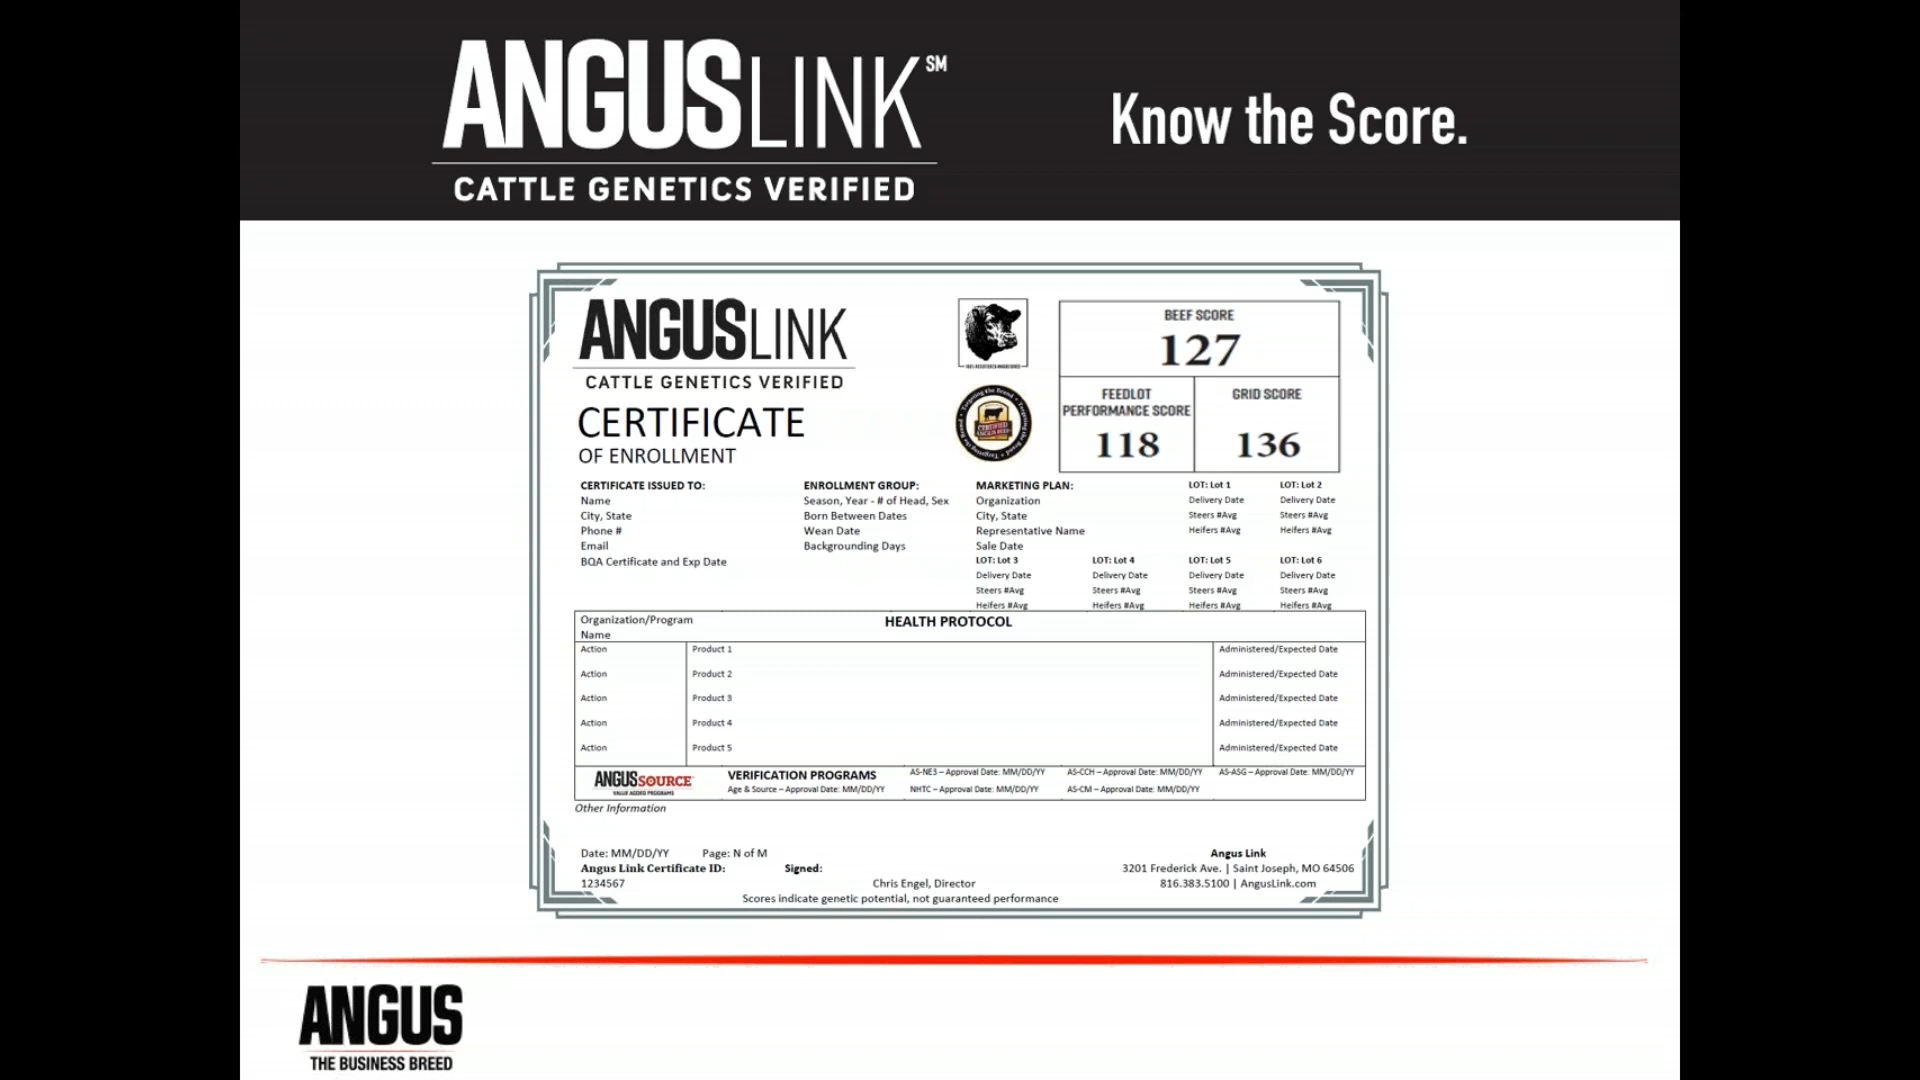 ANGUSLINK℠
CATTLE GENETICS VERIFIED
Know the Score.
ANGUSLINK
CATTLE GENETICS VERIFIED
CERTIFICATE
OF ENROLLMENT
CERTIFIED
ANGUS BEEF
BEEF SCORE
127
FEEDLOT
PERFORMANCE SCORE
118
GRID SCORE
136
CERTIFICATE ISSUED TO:
Name
City, State
Phone #
Email
BQA Certificate and Exp Date
ENROLLMENT GROUP:
Season, Year - # of Head, Sex
Born Between Dates
Wean Date
Backgrounding Days
MARKETING PLAN:
Organization
City, State
Representative Name
Sale Date
LOT: Lot 1
Delivery Date
Steers #Avg
Heifers #Avg
LOT: Lot 2
Delivery Date
Steers #Avg
Heifers #Avg
LOT: Lot 3
Delivery Date
Steers #Avg
Heifers #Avg
LOT: Lot 4
Delivery Date
Steers #Avg
Heifers #Avg
LOT: Lot 5
Delivery Date
Steers #Avg
Heifers #Avg
LOT: Lot 6
Delivery Date
Steers #Avg
Heifers #Avg
Organization/Program
Name
HEALTH PROTOCOL
Action Product 1 Administered/Expected Date
Action Product 2 Administered/Expected Date
Action Product 3 Administered/Expected Date
Action Product 4 Administered/Expected Date
Action Product 5 Administered/Expected Date
ANGUSSOURCE
VALUE ADDED PROGRAMS
VERIFICATION PROGRAMS
Age & Source – Approval Date: MM/DD/YY
AS-NE3 – Approval Date: MM/DD/YY
NHTC – Approval Date: MM/DD/YY
AS-CCH – Approval Date: MM/DD/YY
AS-CM – Approval Date: MM/DD/YY
AS-ASG – Approval Date: MM/DD/YY
Other Information
Date: MM/DD/YY Page: N of M
Angus Link Certificate ID:
1234567
Signed:
Chris Engel, Director
Scores indicate genetic potential, not guaranteed performance
Angus Link
3201 Frederick Ave. | Saint Joseph, MO 64506
816.383.5100 | AngusLink.com
ANGUS
THE BUSINESS BREED